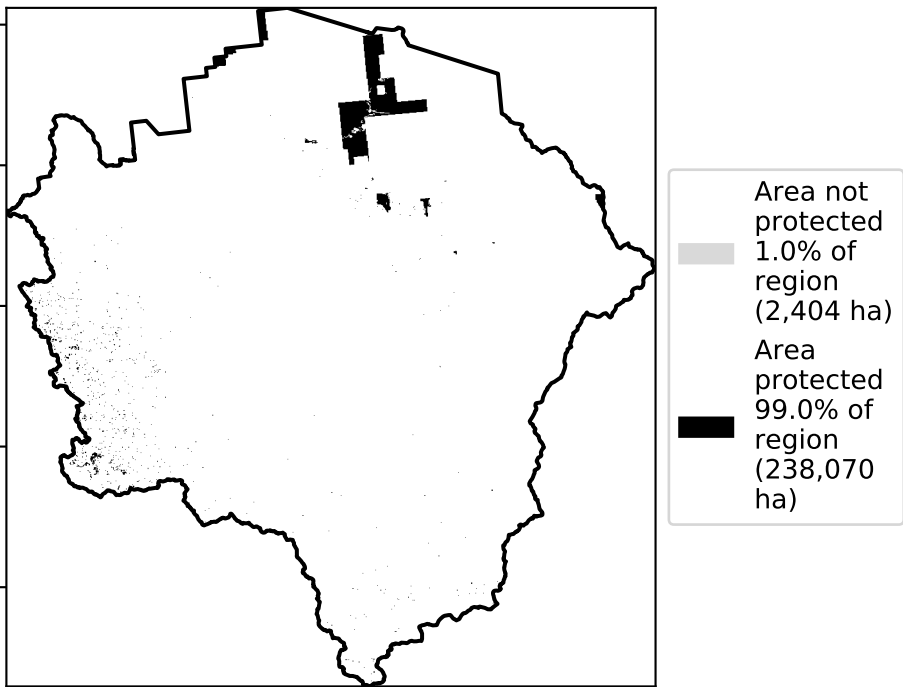 Area not
protected
1.0% of
region
(2,404 ha)
Area
protected
99.0% of
region
(238,070
ha)